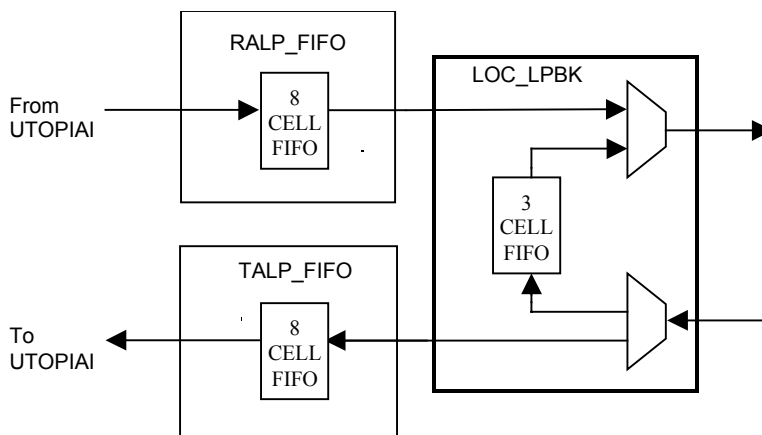 RALP_FIFO
LOC_LPBK
From
UTOPIAI
8
CELL
FIFO
3
CELL
FIFO
TALP_FIFO
To
UTOPIAI
8
CELL
FIFO